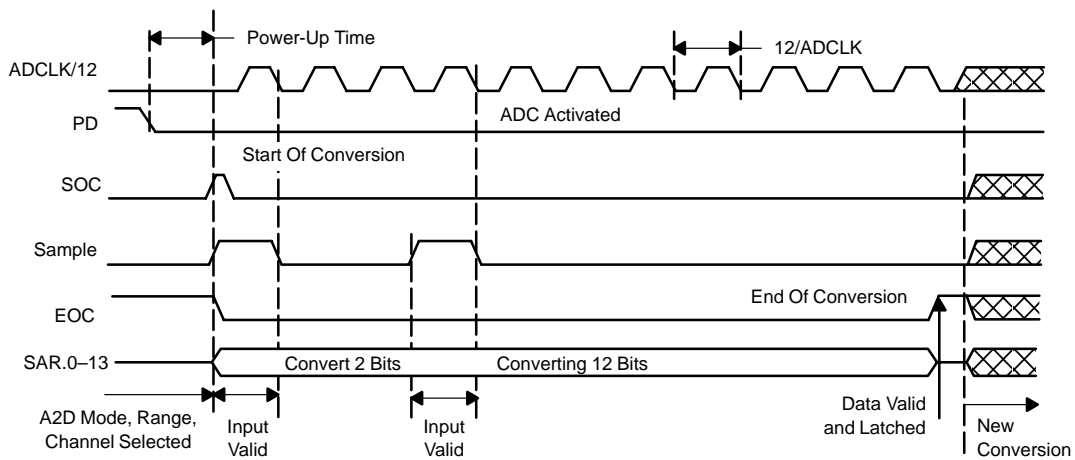 Power-Up Time
12/ADCLK
ADCLK/12
ADC Activated
PD
Start Of Conversion
SOC
Sample
End Of Conversion
EOC
Convert 2 Bits
Converting 12 Bits
SAR.0–13
A2D Mode, Range,
Channel Selected
Input
Valid
Input
Valid
Data Valid
and Latched
New
Conversion